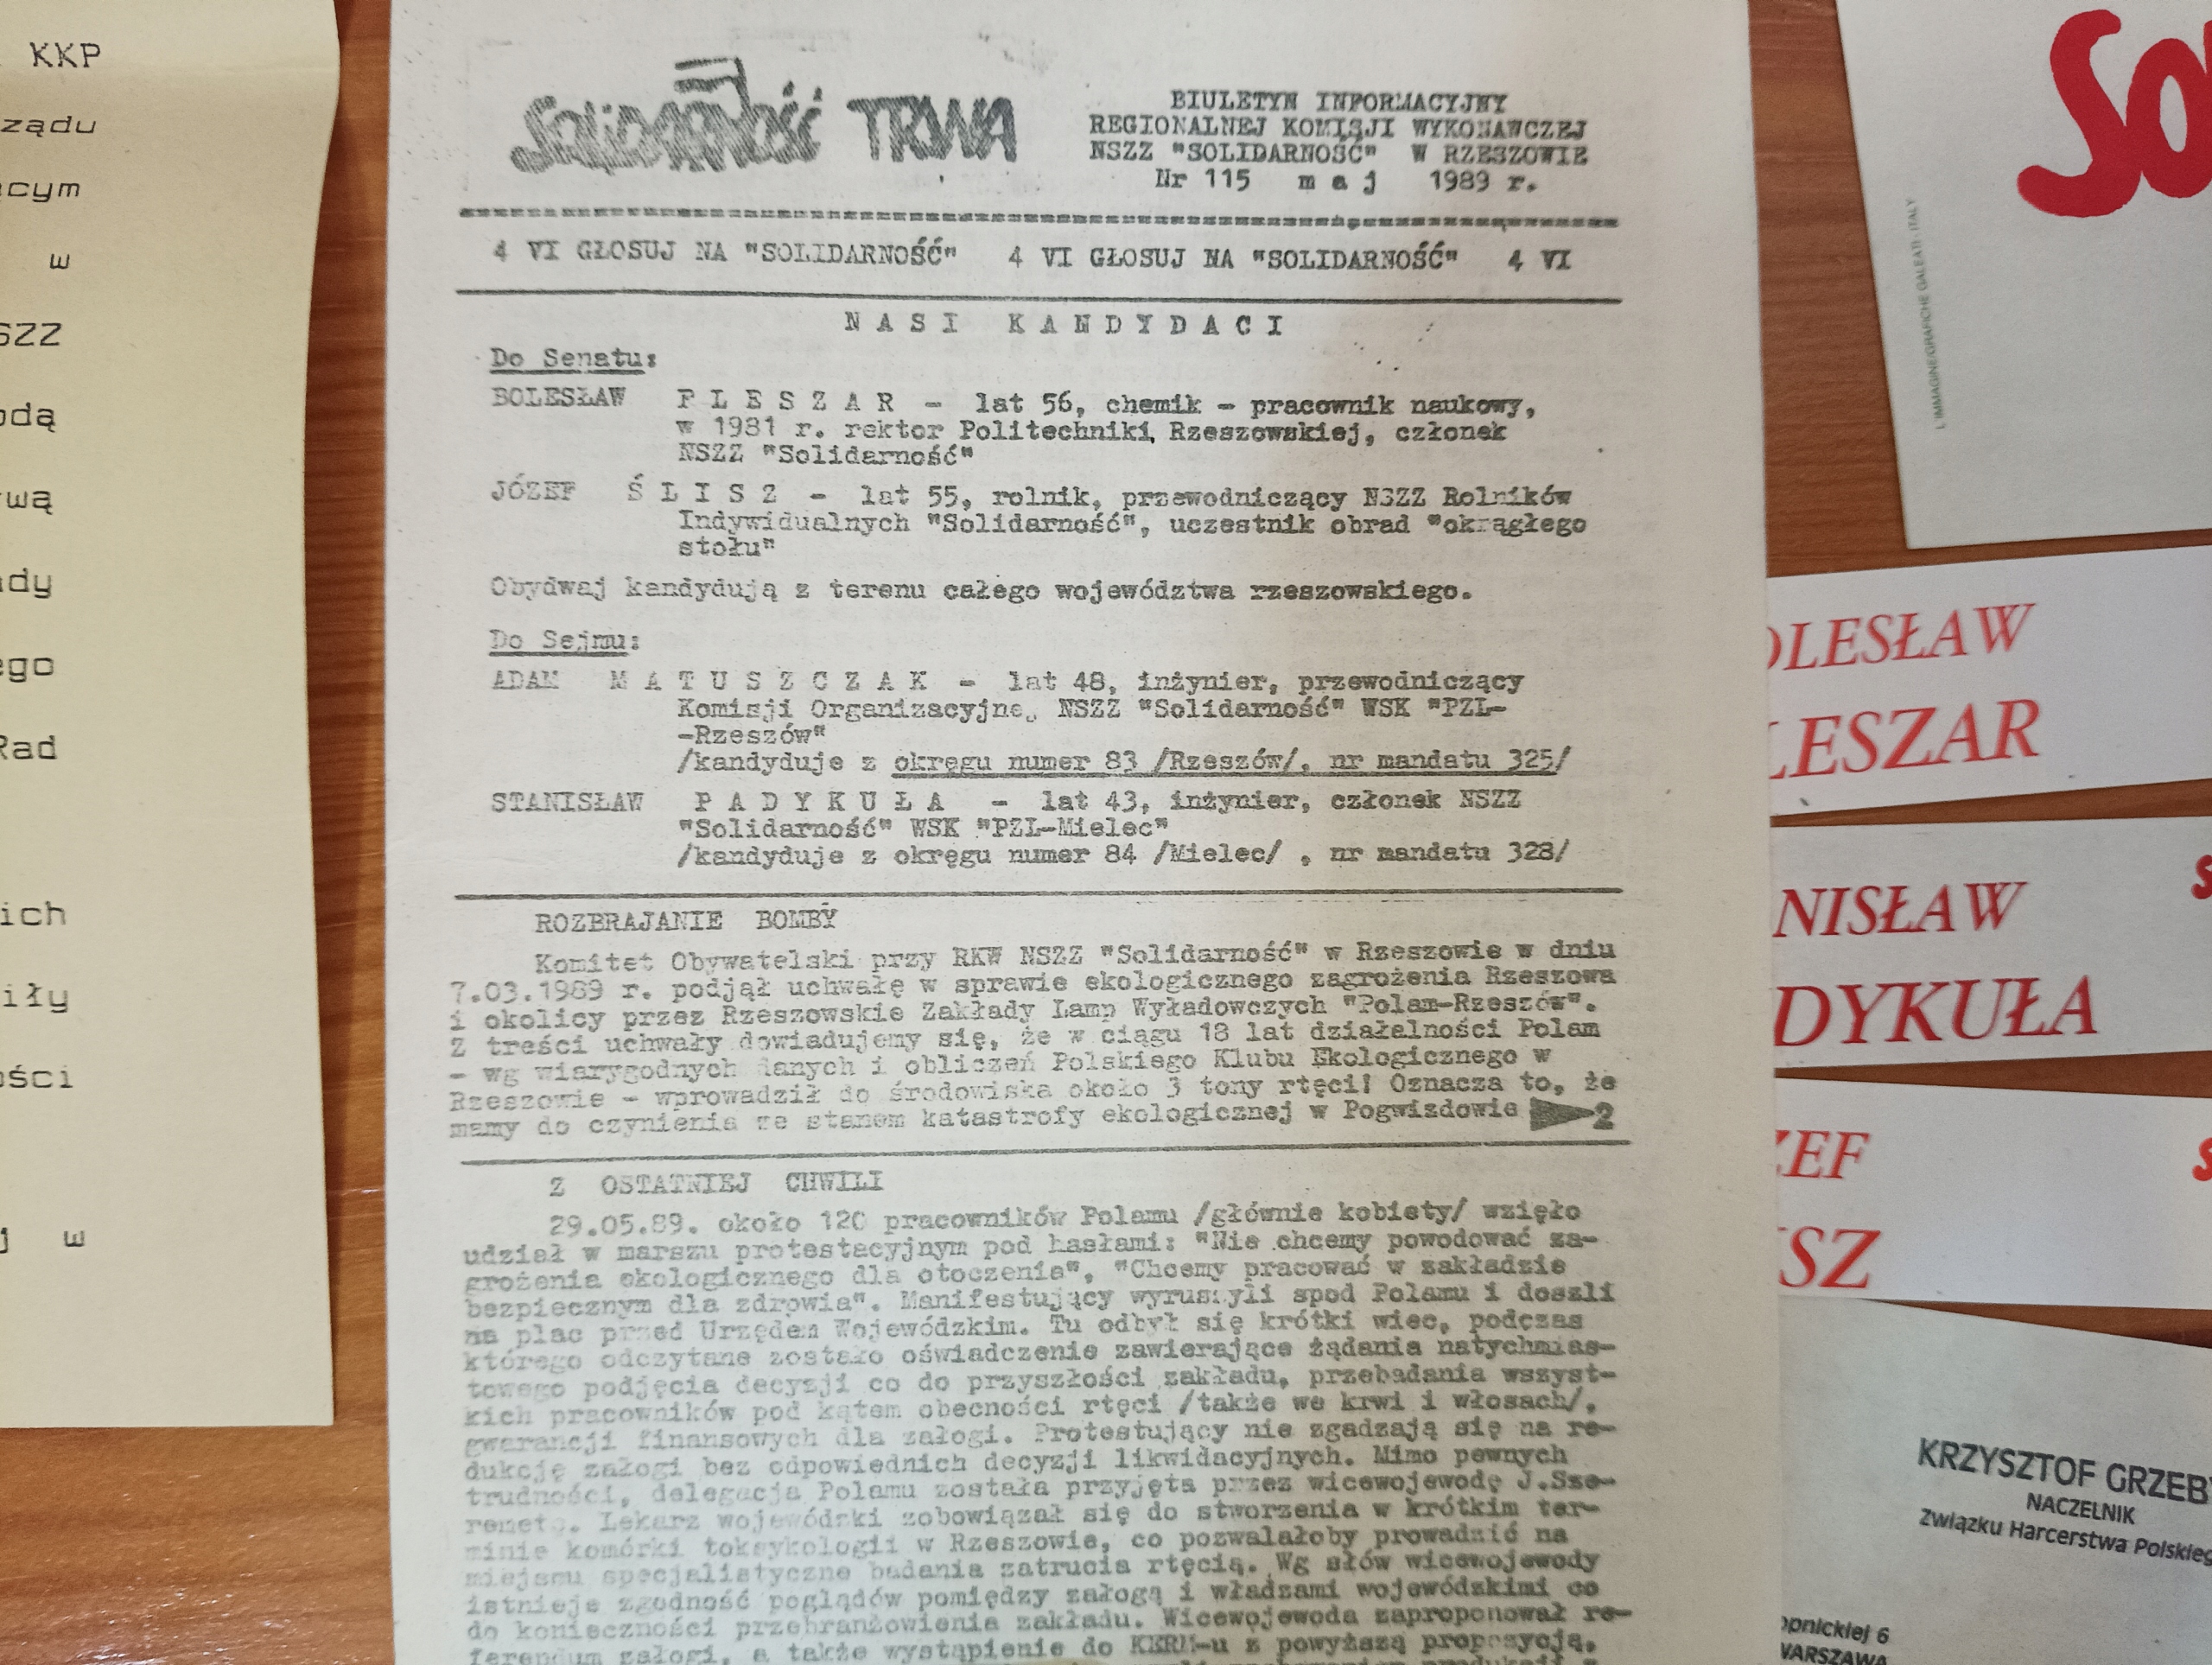 KKP
ządu
ącym
w
SZZ
odą
wą
ady
ego
Rad
ich
iły
ości
j w
Solidarność TRWA
BIULETYN INFORMACYJNY
REGIONALNEJ KOMISJI WYKONAWCZEJ
NSZZ "SOLIDARNOŚĆ" W RZESZOWIE
Nr 115 m a j 1989 r.
4 VI GŁOSUJ NA "SOLIDARNOŚĆ" 4 VI GŁOSUJ NA "SOLIDARNOŚĆ" 4 VI
N A S I K A N D Y D A C I
Do Senatu:
BOLESŁAW F L E S Z A R - lat 56, chemik - pracownik naukowy,
w 1981 r. rektor Politechniki Rzeszowskiej, członek
NSZZ "Solidarność"
JÓZEF Ś L I S Z - lat 55, rolnik, przewodniczący NSZZ Rolników
Indywidualnych "Solidarność", uczestnik obrad "okrągłego
stołu"
Obydwaj kandydują z terenu całego województwa rzeszowskiego.
Do Sejmu:
ADAM M A T U S Z C Z A K - lat 48, inżynier, przewodniczący
Komisji Organizacyjnej NSZZ "Solidarność" WSK "PZL-
-Rzeszów"
/kandyduje z okręgu numer 83 /Rzeszów/, nr mandatu 325/
STANISŁAW P A D Y K U Ł A - lat 43, inżynier, członek NSZZ
"Solidarność" WSK "PZL-Mielec"
/kandyduje z okręgu numer 84 /Mielec/ , nr mandatu 328/
ROZBRAJANIE BOMBY
Komitet Obywatelski przy RKW NSZZ "Solidarność" w Rzeszowie w dniu
7.03.1989 r. podjął uchwałę w sprawie ekologicznego zagrożenia Rzeszowa
i okolicy przez Rzeszowskie Zakłady Lamp Wyładowczych "Polam-Rzeszów".
Z treści uchwały dowiadujemy się, że w ciągu 18 lat działalności Polam
- wg wiarygodnych danych i obliczeń Polskiego Klubu Ekologicznego w
Rzeszowie - wprowadził do środowiska około 3 tony rtęci! Oznacza to, że
mamy do czynienia ze stanem katastrofy ekologicznej w Pogwizdowie 2
Z OSTATNIEJ CHWILI
29.05.89. około 120 pracowników Polamu /głównie kobiety/ wzięło
udział w marszu protestacyjnym pod hasłami: "Nie chcemy powodować za-
grożenia ekologicznego dla otoczenia", "Chcemy pracować w zakładzie
bezpiecznym dla zdrowia". Manifestujący wyruszyli spod Polamu i doszli
na plac przed Urzędem Wojewódzkim. Tu odbył się krótki wiec, podczas
którego odczytane zostało oświadczenie zawierające żądania natychmias-
towego podjęcia decyzji co do przyszłości zakładu, przebadania wszyst-
kich pracowników pod kątem obecności rtęci /także we krwi i włosach/,
gwarancji finansowych dla załogi. Protestujący nie zgadzają się na re-
dukcję załogi bez odpowiednich decyzji likwidacyjnych. Mimo pewnych
trudności, delegacja Polamu została przyjęta przez wicewojewodę J.Sze-
remetę. Lekarz wojewódzki zobowiązał się do stworzenia w krótkim ter-
minie komórki toksykologii w Rzeszowie, co pozwalałoby prowadzić na
miejscu specjalistyczne badania zatrucia rtęcią. Wg słów wicewojewody
istnieje zgodność poglądów pomiędzy załogą i władzami wojewódzkimi co
do konieczności przebranżowienia zakładu. Wicewojewoda zaproponował re-
ferendum załogi, a także wystąpienie do KERM-u z powyższą propozycją.
So
L'IMMAGINE/GRAFICHE GALEATI, ITALY
OLESŁAW
LESZAR
NISŁAW
DYKUŁA
S
ZEF
ISZ
S
KRZYSZTOF GRZEB
NACZELNIK
Związku Harcerstwa Polskieg
opnickiej 6
WARSZAWA